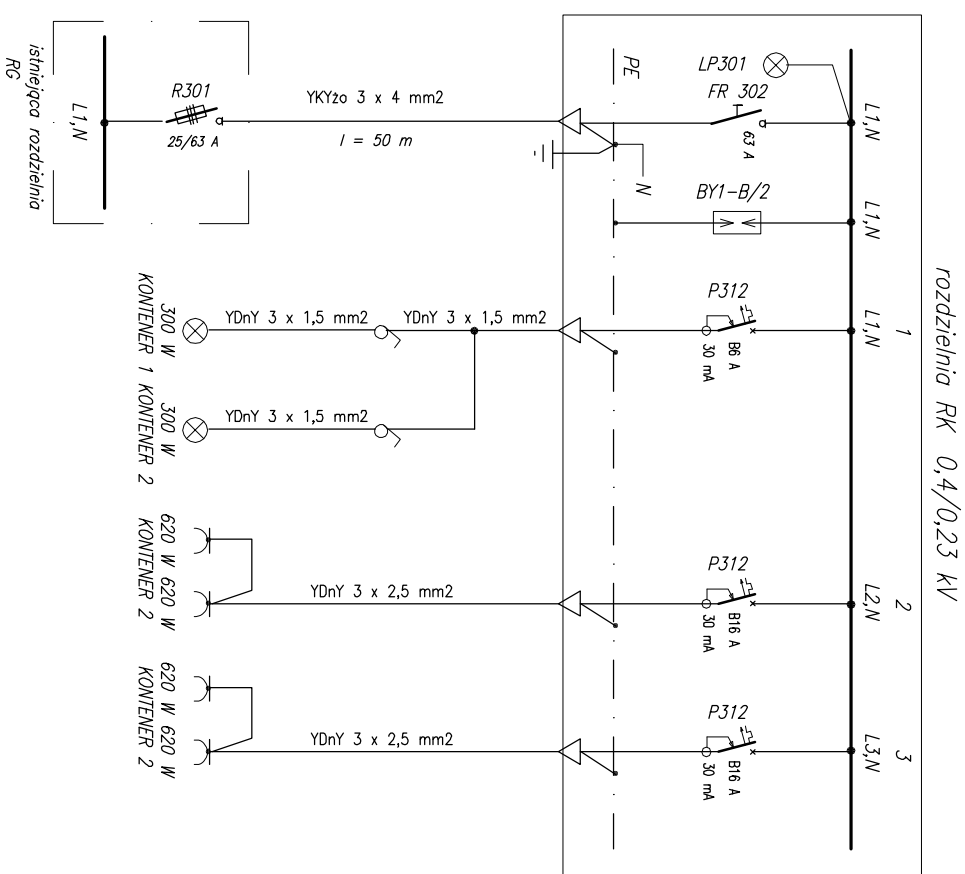 rozdzielnia RK 0,4/0,23 kV
1
2
3
L1,N
L1,N
L1,N
L2,N
L3,N
LP301
FR 302
63 A
BY1-B/2
P312
B6 A
30 mA
P312
B16 A
30 mA
P312
B16 A
30 mA
PE
N
YKYżo 3 x 4 mm2
l = 50 m
R301
25/63 A
L1,N
istniejąca rozdzielnia
RG
YDnY 3 x 1,5 mm2
YDnY 3 x 1,5 mm2
YDnY 3 x 1,5 mm2
YDnY 3 x 2,5 mm2
YDnY 3 x 2,5 mm2
300 W
KONTENER 1
300 W
KONTENER 2
620 W 620 W
KONTENER 2
620 W 620 W
KONTENER 2